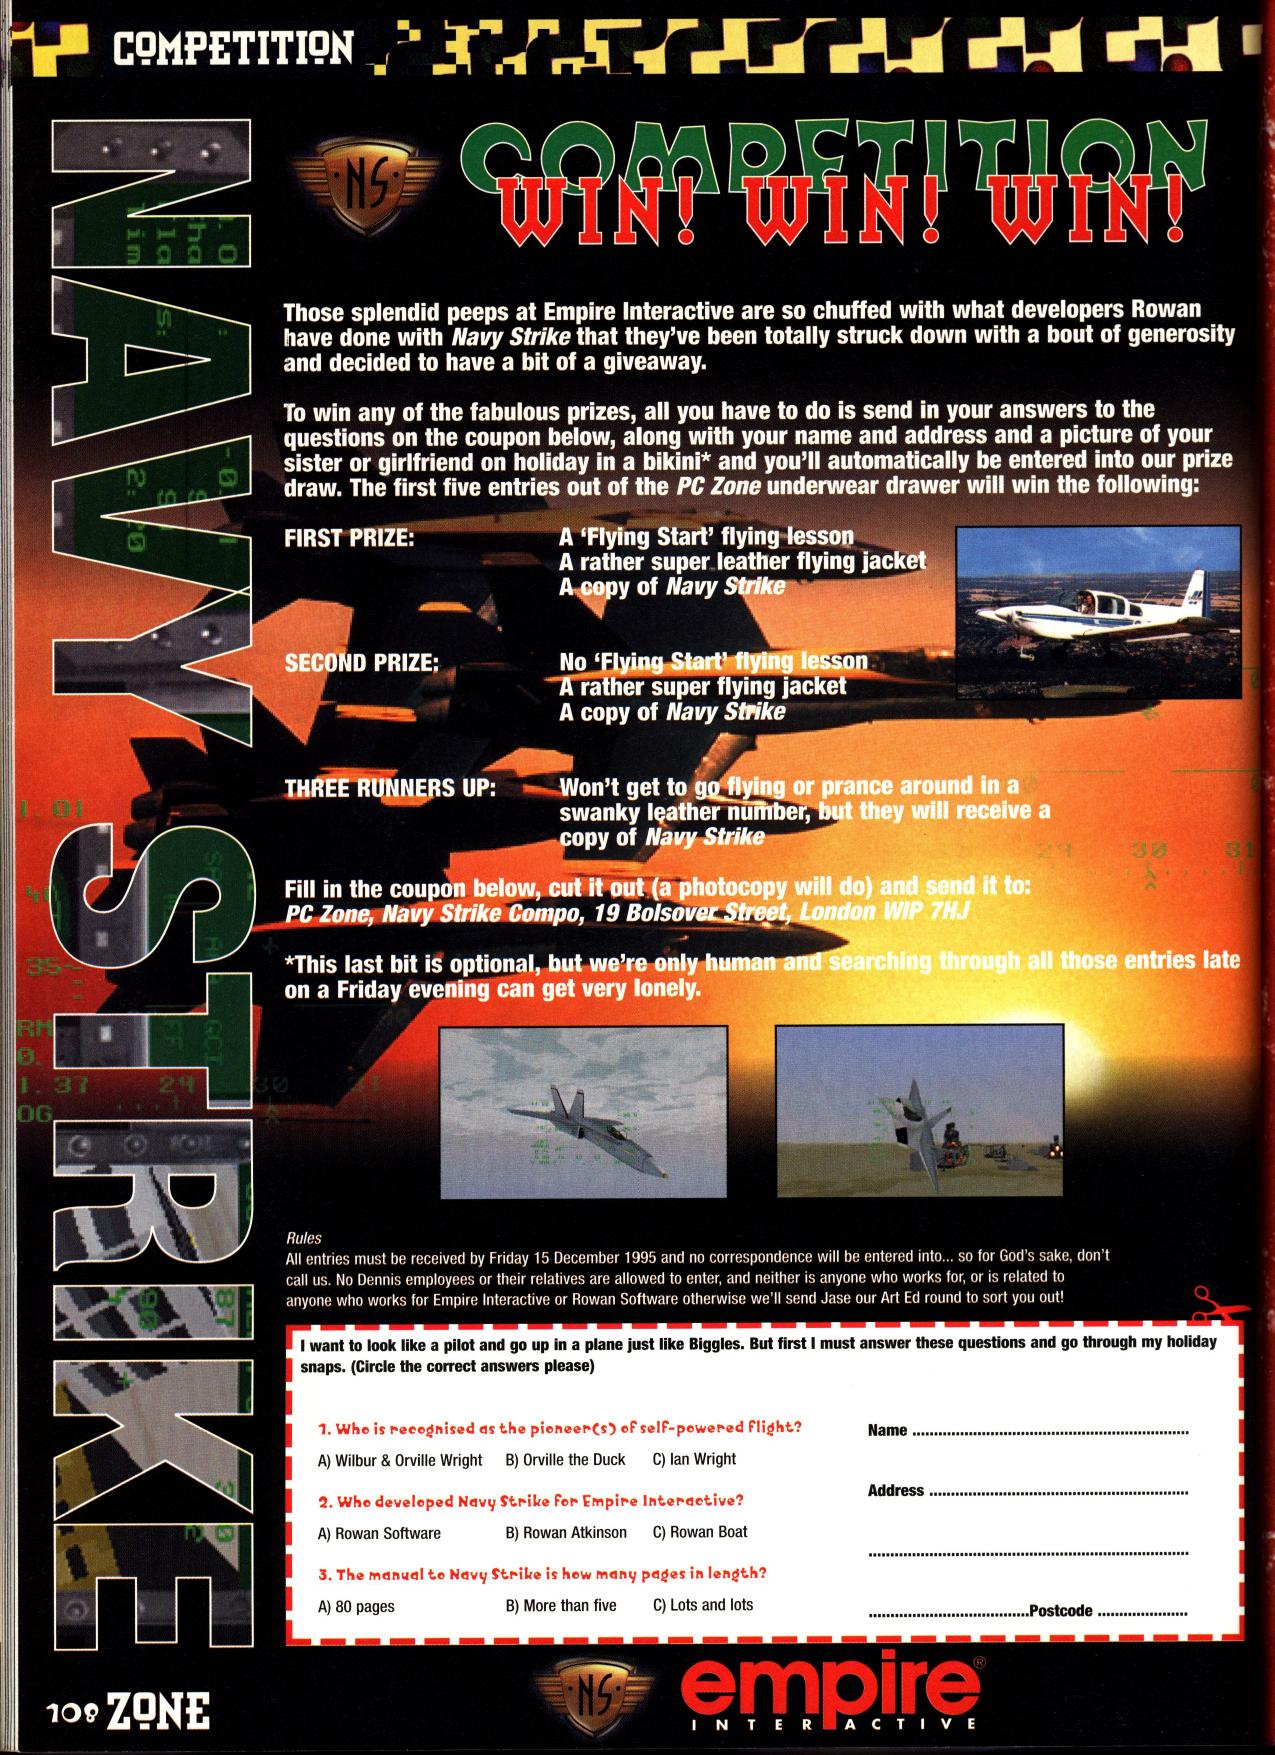 COMPETITION
NAVY STRIKE
NS
COMPETITION
WIN! WIN! WIN!
Those splendid peeps at Empire Interactive are so chuffed with what developers Rowan
have done with Navy Strike that they've been totally struck down with a bout of generosity
and decided to have a bit of a giveaway.
To win any of the fabulous prizes, all you have to do is send in your answers to the
questions on the coupon below, along with your name and address and a picture of your
sister or girlfriend on holiday in a bikini* and you'll automatically be entered into our prize
draw. The first five entries out of the PC Zone underwear drawer will win the following:
FIRST PRIZE:
A 'Flying Start' flying lesson
A rather super leather flying jacket
A copy of Navy Strike
SECOND PRIZE:
No 'Flying Start' flying lesson
A rather super flying jacket
A copy of Navy Strike
THREE RUNNERS UP:
Won't get to go flying or prance around in a
swanky leather number, but they will receive a
copy of Navy Strike
Fill in the coupon below, cut it out (a photocopy will do) and send it to:
PC Zone, Navy Strike Compo, 19 Bolsover Street, London WIP 7HJ
*This last bit is optional, but we're only human and searching through all those entries late
on a Friday evening can get very lonely.
1.01
35
RM
0.
1.37 29 30 31
OG
29 30 31
Rules
All entries must be received by Friday 15 December 1995 and no correspondence will be entered into... so for God's sake, don't
call us. No Dennis employees or their relatives are allowed to enter, and neither is anyone who works for, or is related to
anyone who works for Empire Interactive or Rowan Software otherwise we'll send Jase our Art Ed round to sort you out!
I want to look like a pilot and go up in a plane just like Biggles. But first I must answer these questions and go through my holiday
snaps. (Circle the correct answers please)
1. Who is recognised as the pioneer(s) of self-powered flight?
A) Wilbur & Orville Wright B) Orville the Duck C) Ian Wright
2. Who developed Navy Strike for Empire Interactive?
A) Rowan Software B) Rowan Atkinson C) Rowan Boat
3. The manual to Navy Strike is how many pages in length?
A) 80 pages B) More than five C) Lots and lots
Name
Address
Postcode
108 ZONE
NS
empire®
INTERACTIVE